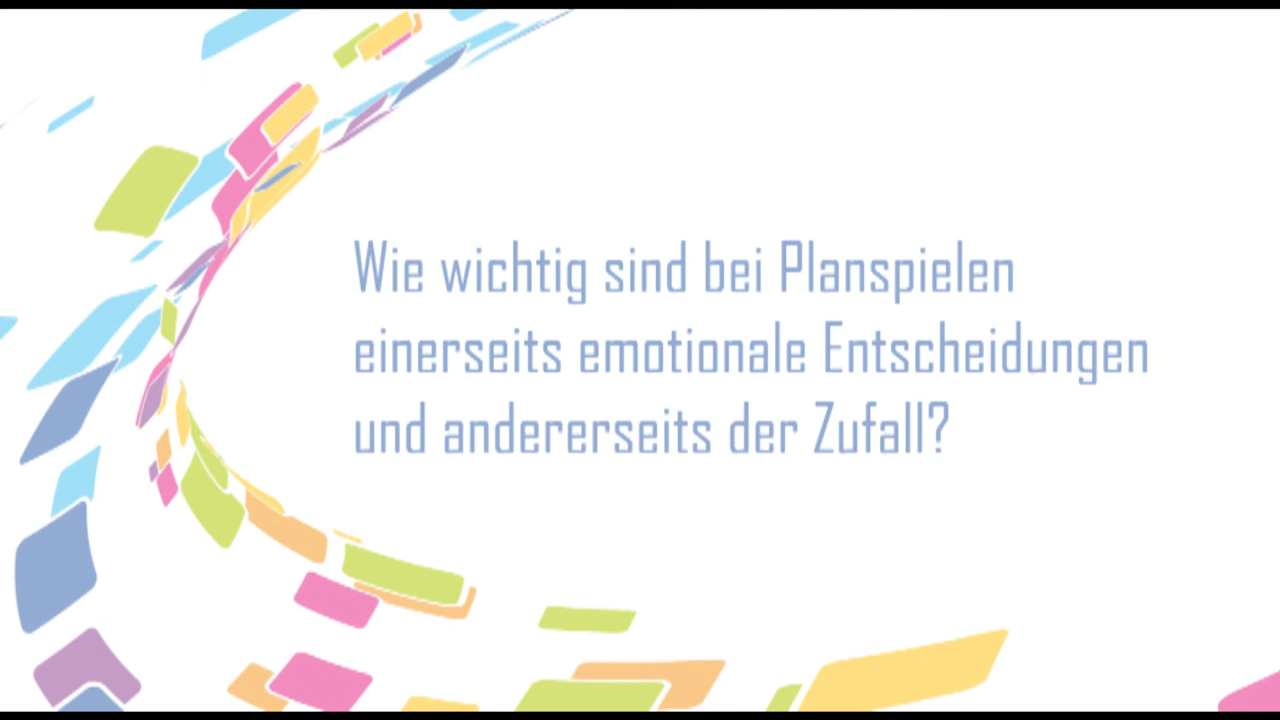 Wie wichtig sind bei Planspielen
einerseits emotionale Entscheidungen
und andererseits der Zufall?